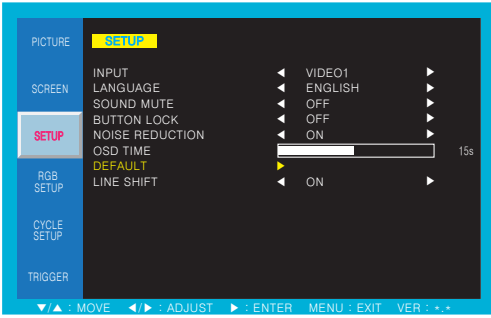 PICTURE
SCREEN
SETUP
RGB
SETUP
CYCLE
SETUP
TRIGGER
SETUP
INPUT ◀ VIDEO1 ▶
LANGUAGE ◀ ENGLISH ▶
SOUND MUTE ◀ OFF ▶
BUTTON LOCK ◀ OFF ▶
NOISE REDUCTION ◀ ON ▶
OSD TIME 15s
DEFAULT ▶
LINE SHIFT ◀ ON ▶
▼/▲ : MOVE ◀/▶ : ADJUST ▶ : ENTER MENU : EXIT VER : *.*